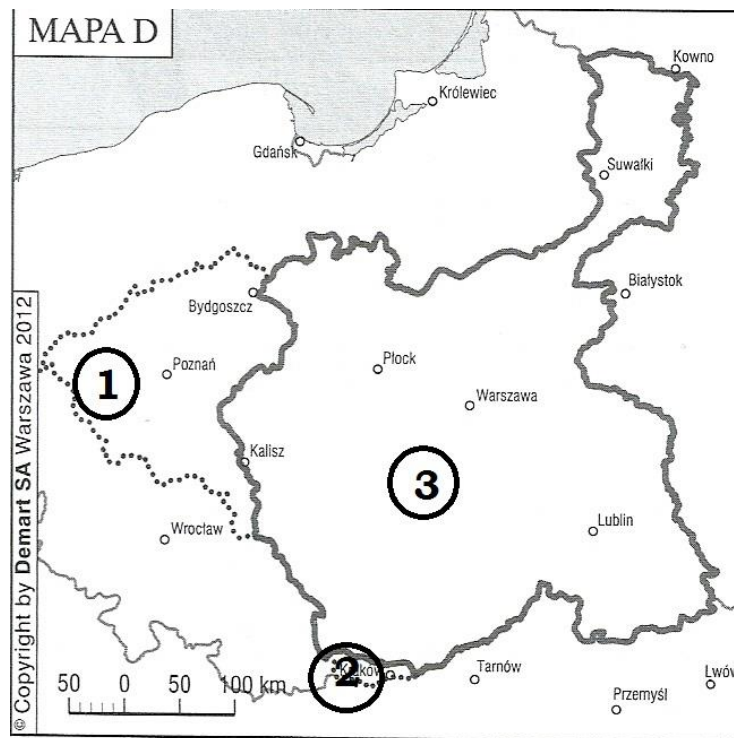 MAPA D
Kowno
Królewiec
Gdańsk
Suwałki
Bydgoszcz
Białystok
Poznań
1
Płock
Warszawa
Kalisz
3
Wrocław
Lublin
2
Kraków
Tarnów
Lwów
Przemyśl
50 0 50 100 km
© Copyright by Demart SA Warszawa 2012